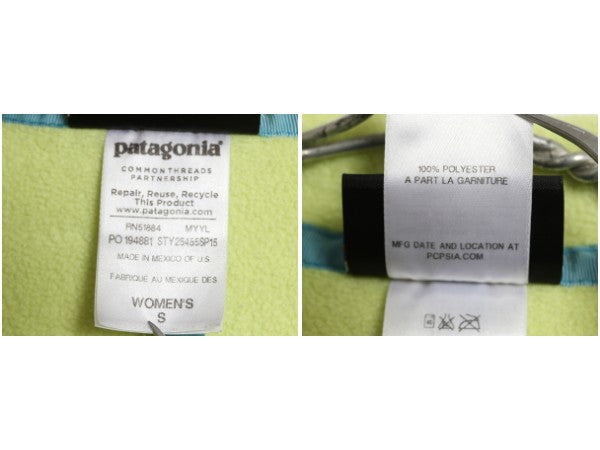 patagonia®
COMMONTHREADS
PARTNERSHIP
Repair, Reuse, Recycle
This Product
www.patagonia.com
RN51884 MYYL
PO 194881 STY25455SP15
MADE IN MEXICO OF U.S.
FABRIQUE AU MEXIQUE DES
WOMEN'S
S
100% POLYESTER
A PART LA GARNITURE
MFG DATE AND LOCATION AT
PCPSIA.COM